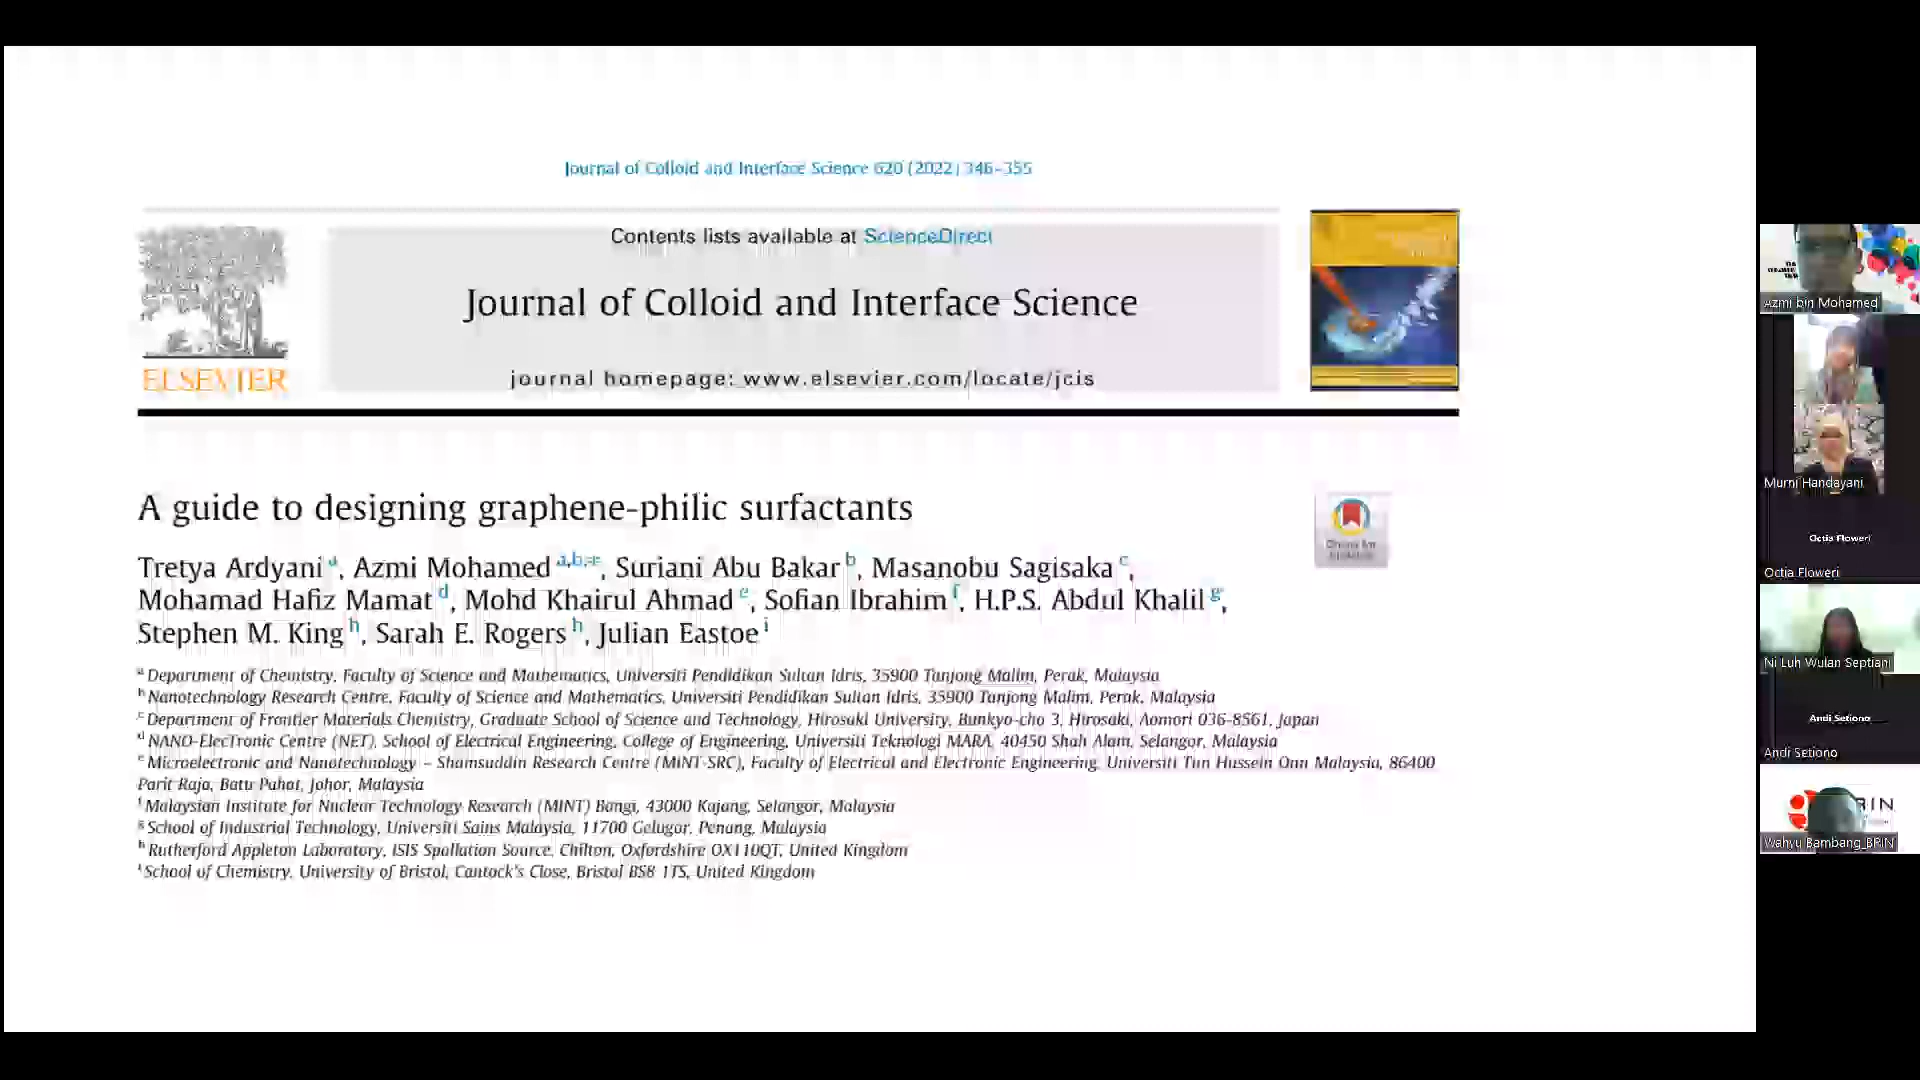 Journal of Colloid and Interface Science 620 (2022) 346–355
Contents lists available at ScienceDirect
Journal of Colloid and Interface Science
journal homepage: www.elsevier.com/locate/jcis
ELSEVIER
A guide to designing graphene-philic surfactants
Check for
updates
Tretya Ardyani a, Azmi Mohamed a,b,*, Suriani Abu Bakar b, Masanobu Sagisaka c,
Mohamad Hafiz Mamat d, Mohd Khairul Ahmad e, Sofian Ibrahim f, H.P.S. Abdul Khalil g,
Stephen M. King h, Sarah E. Rogers h, Julian Eastoe i
a Department of Chemistry, Faculty of Science and Mathematics, Universiti Pendidikan Sultan Idris, 35900 Tanjong Malim, Perak, Malaysia
b Nanotechnology Research Centre, Faculty of Science and Mathematics, Universiti Pendidikan Sultan Idris, 35900 Tanjong Malim, Perak, Malaysia
c Department of Frontier Materials Chemistry, Graduate School of Science and Technology, Hirosaki University, Bunkyo-cho 3, Hirosaki, Aomori 036-8561, Japan
d NANO-ElecTronic Centre (NET), School of Electrical Engineering, College of Engineering, Universiti Teknologi MARA, 40450 Shah Alam, Selangor, Malaysia
e Microelectronic and Nanotechnology – Shamsuddin Research Centre (MiNT-SRC), Faculty of Electrical and Electronic Engineering, Universiti Tun Hussein Onn Malaysia, 86400
Parit Raja, Batu Pahat, Johor, Malaysia
f Malaysian Institute for Nuclear Technology Research (MINT) Bangi, 43000 Kajang, Selangor, Malaysia
g School of Industrial Technology, Universiti Sains Malaysia, 11700 Gelugor, Penang, Malaysia
h Rutherford Appleton Laboratory, ISIS Spallation Source, Chilton, Oxfordshire OX110QT, United Kingdom
i School of Chemistry, University of Bristol, Cantock's Close, Bristol BS8 1TS, United Kingdom
Azmi bin Mohamed
Murni Handayani
Octia Floweri
Octia Floweri
Ni Luh Wulan Septiani
Andi Setiono
Andi Setiono
RIN
Wahyu Bambang_BRIN